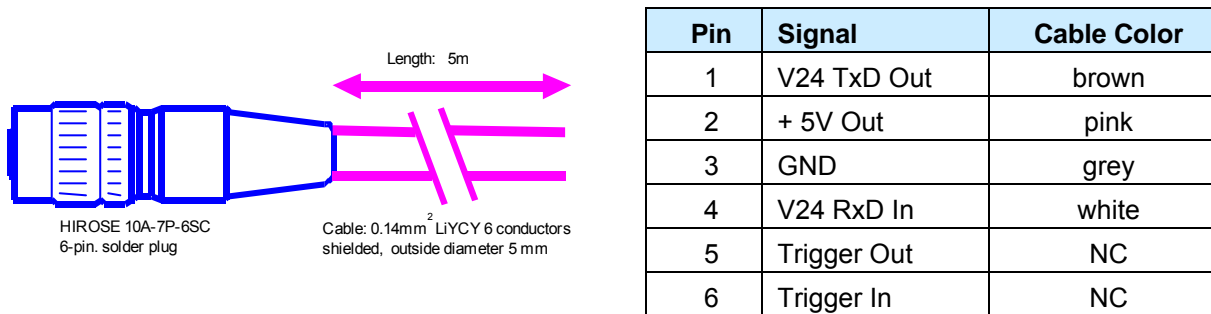 Length: 5m
HIROSE 10A-7P-6SC
6-pin. solder plug
Cable: 0.14mm² LiYCY 6 conductors
shielded, outside diameter 5 mm
Pin Signal Cable Color
1 V24 TxD Out brown
2 + 5V Out pink
3 GND grey
4 V24 RxD In white
5 Trigger Out NC
6 Trigger In NC